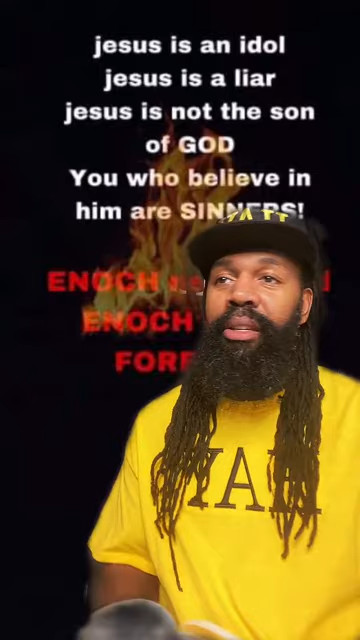 jesus is an idol
jesus is a liar
jesus is not the son
of GOD
You who believe in
him are SINNERS!
ENOCH
ENOCH
YAH